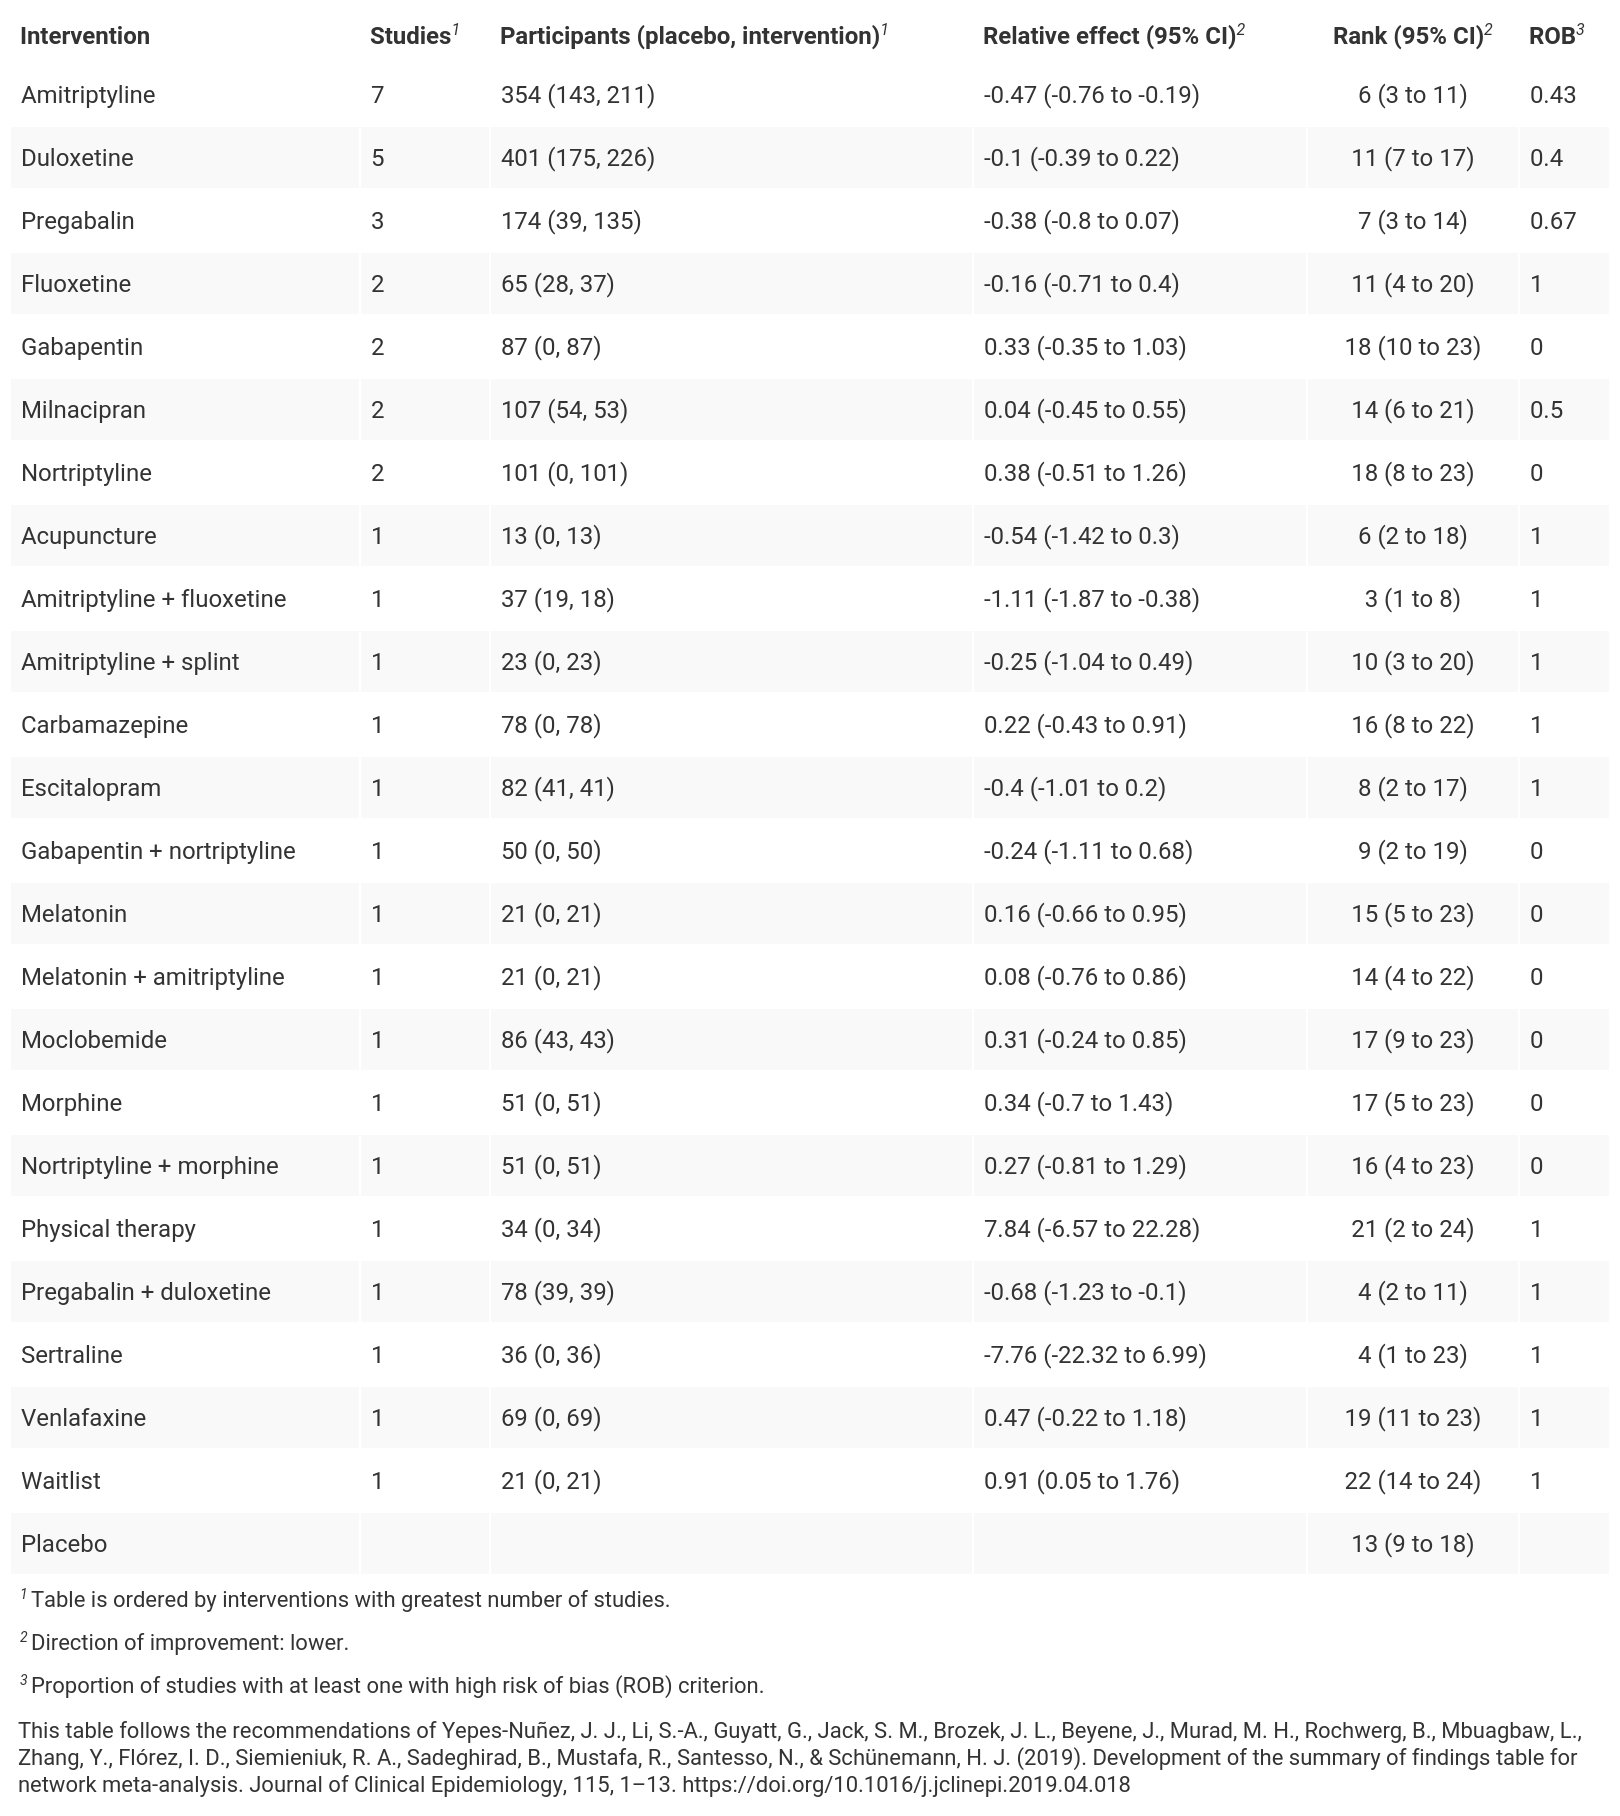 Intervention Studies1 Participants (placebo, intervention)1 Relative effect (95% CI)2 Rank (95% CI)2 ROB3
Amitriptyline 7 354 (143, 211) -0.47 (-0.76 to -0.19) 6 (3 to 11) 0.43
Duloxetine 5 401 (175, 226) -0.1 (-0.39 to 0.22) 11 (7 to 17) 0.4
Pregabalin 3 174 (39, 135) -0.38 (-0.8 to 0.07) 7 (3 to 14) 0.67
Fluoxetine 2 65 (28, 37) -0.16 (-0.71 to 0.4) 11 (4 to 20) 1
Gabapentin 2 87 (0, 87) 0.33 (-0.35 to 1.03) 18 (10 to 23) 0
Milnacipran 2 107 (54, 53) 0.04 (-0.45 to 0.55) 14 (6 to 21) 0.5
Nortriptyline 2 101 (0, 101) 0.38 (-0.51 to 1.26) 18 (8 to 23) 0
Acupuncture 1 13 (0, 13) -0.54 (-1.42 to 0.3) 6 (2 to 18) 1
Amitriptyline + fluoxetine 1 37 (19, 18) -1.11 (-1.87 to -0.38) 3 (1 to 8) 1
Amitriptyline + splint 1 23 (0, 23) -0.25 (-1.04 to 0.49) 10 (3 to 20) 1
Carbamazepine 1 78 (0, 78) 0.22 (-0.43 to 0.91) 16 (8 to 22) 1
Escitalopram 1 82 (41, 41) -0.4 (-1.01 to 0.2) 8 (2 to 17) 1
Gabapentin + nortriptyline 1 50 (0, 50) -0.24 (-1.11 to 0.68) 9 (2 to 19) 0
Melatonin 1 21 (0, 21) 0.16 (-0.66 to 0.95) 15 (5 to 23) 0
Melatonin + amitriptyline 1 21 (0, 21) 0.08 (-0.76 to 0.86) 14 (4 to 22) 0
Moclobemide 1 86 (43, 43) 0.31 (-0.24 to 0.85) 17 (9 to 23) 0
Morphine 1 51 (0, 51) 0.34 (-0.7 to 1.43) 17 (5 to 23) 0
Nortriptyline + morphine 1 51 (0, 51) 0.27 (-0.81 to 1.29) 16 (4 to 23) 0
Physical therapy 1 34 (0, 34) 7.84 (-6.57 to 22.28) 21 (2 to 24) 1
Pregabalin + duloxetine 1 78 (39, 39) -0.68 (-1.23 to -0.1) 4 (2 to 11) 1
Sertraline 1 36 (0, 36) -7.76 (-22.32 to 6.99) 4 (1 to 23) 1
Venlafaxine 1 69 (0, 69) 0.47 (-0.22 to 1.18) 19 (11 to 23) 1
Waitlist 1 21 (0, 21) 0.91 (0.05 to 1.76) 22 (14 to 24) 1
Placebo 13 (9 to 18)
1 Table is ordered by interventions with greatest number of studies.
2 Direction of improvement: lower.
3 Proportion of studies with at least one with high risk of bias (ROB) criterion.
This table follows the recommendations of Yepes-Nuñez, J. J., Li, S.-A., Guyatt, G., Jack, S. M., Brozek, J. L., Beyene, J., Murad, M. H., Rochwerg, B., Mbuagbaw, L.,
Zhang, Y., Flórez, I. D., Siemieniuk, R. A., Sadeghirad, B., Mustafa, R., Santesso, N., & Schünemann, H. J. (2019). Development of the summary of findings table for
network meta-analysis. Journal of Clinical Epidemiology, 115, 1–13. https://doi.org/10.1016/j.jclinepi.2019.04.018